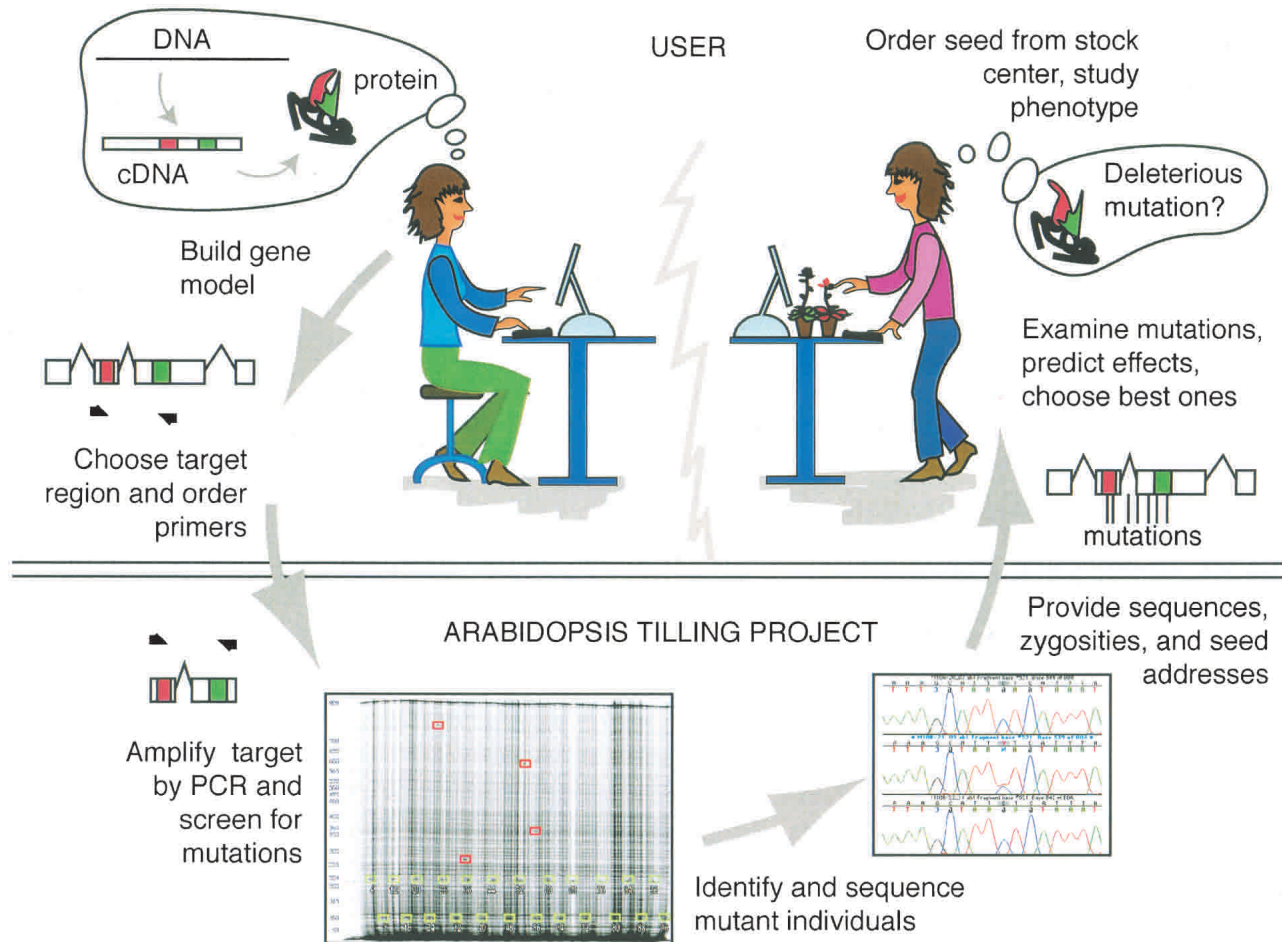 DNA
protein
cDNA
USER
Order seed from stock
center, study
phenotype
Deleterious
mutation?
Build gene
model
Examine mutations,
predict effects,
choose best ones
Choose target
region and order
primers
mutations
ARABIDOPSIS TILLING PROJECT
Provide sequences,
zygosities, and seed
addresses
Amplify target
by PCR and
screen for
mutations
Identify and sequence
mutant individuals